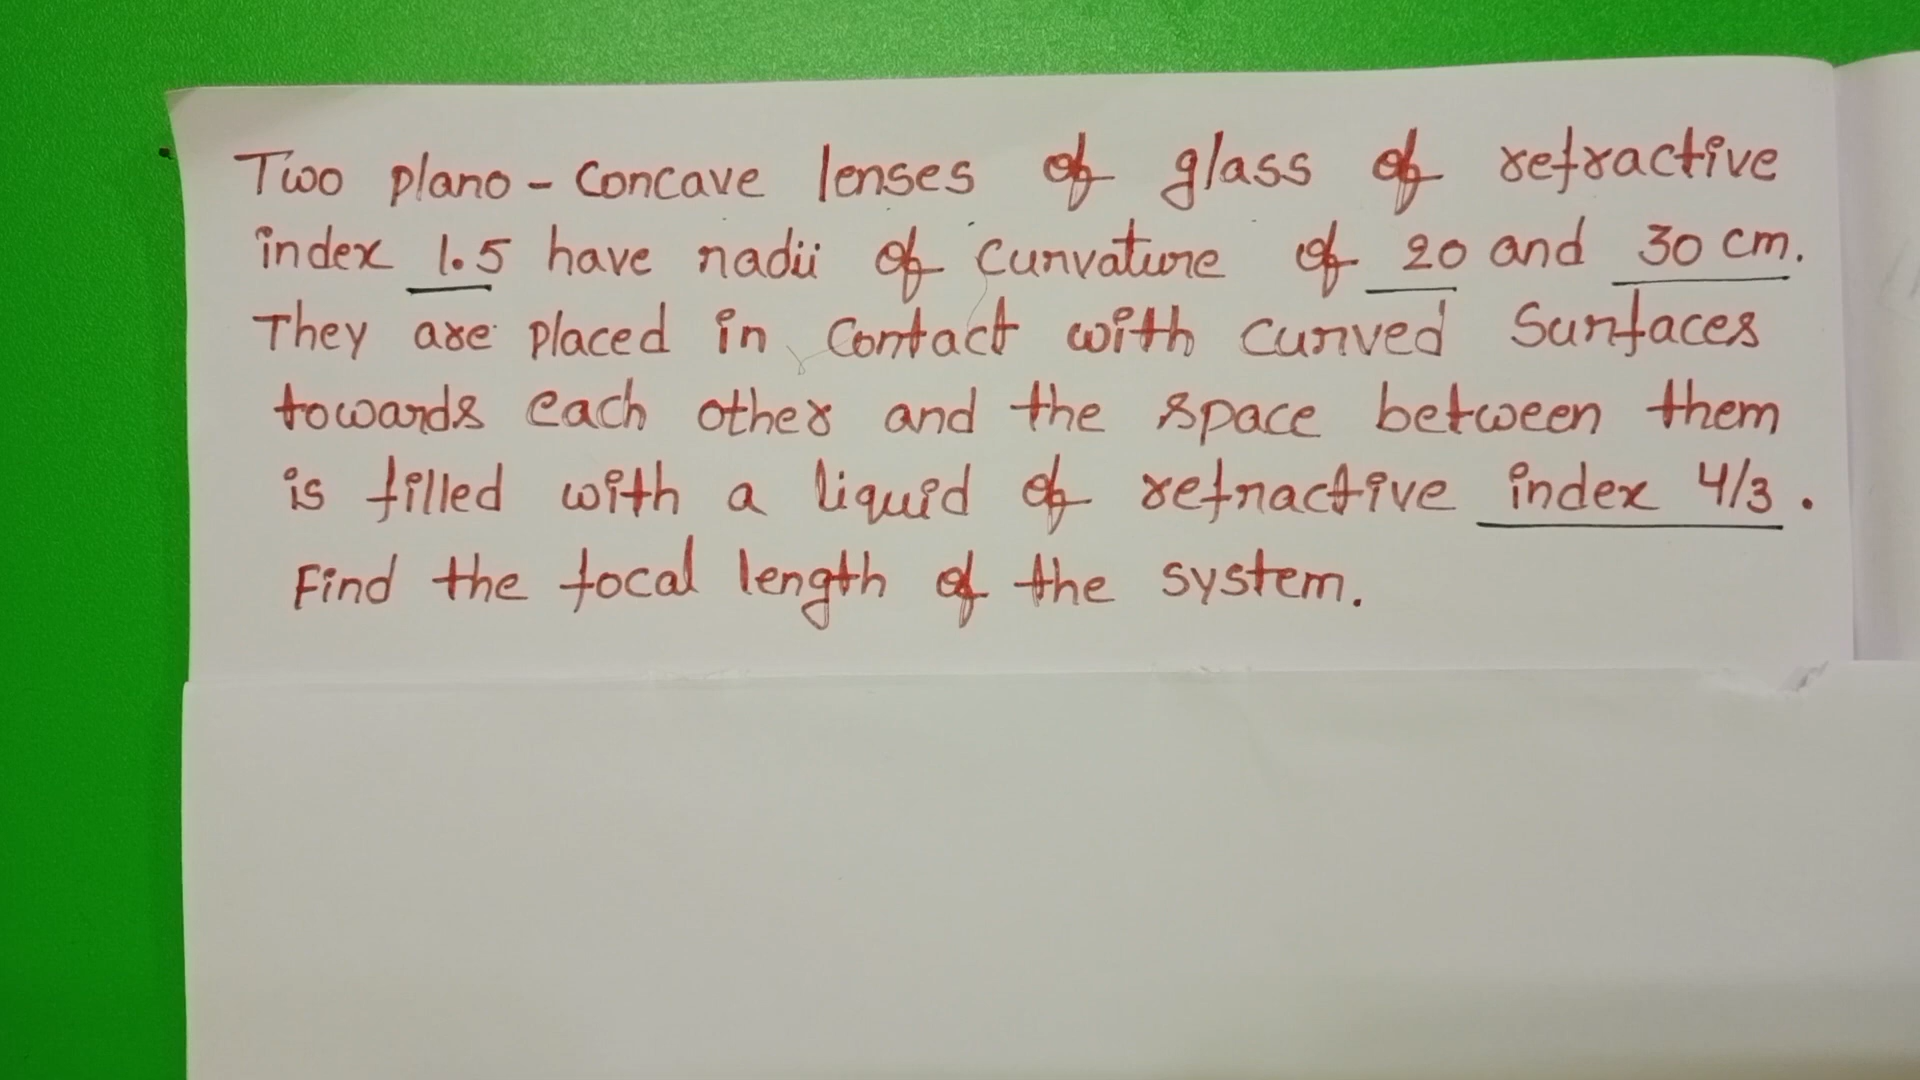 Two plano-concave lenses of glass of refractive
index 1.5 have radii of curvature of 20 and 30 cm.
They are placed in contact with curved surfaces
towards each other and the space between them
is filled with a liquid of refractive index 4/3.
Find the focal length of the system.